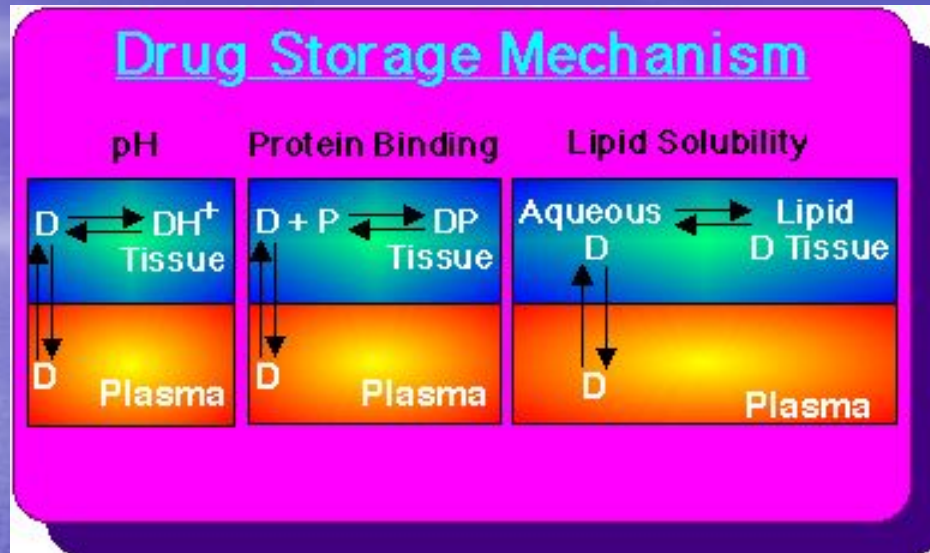 Drug Storage Mechanism
pH
D DH+
Tissue
D
Plasma
Protein Binding
D + P DP
Tissue
D
Plasma
Lipid Solubility
Aqueous Lipid
D D Tissue
D
Plasma